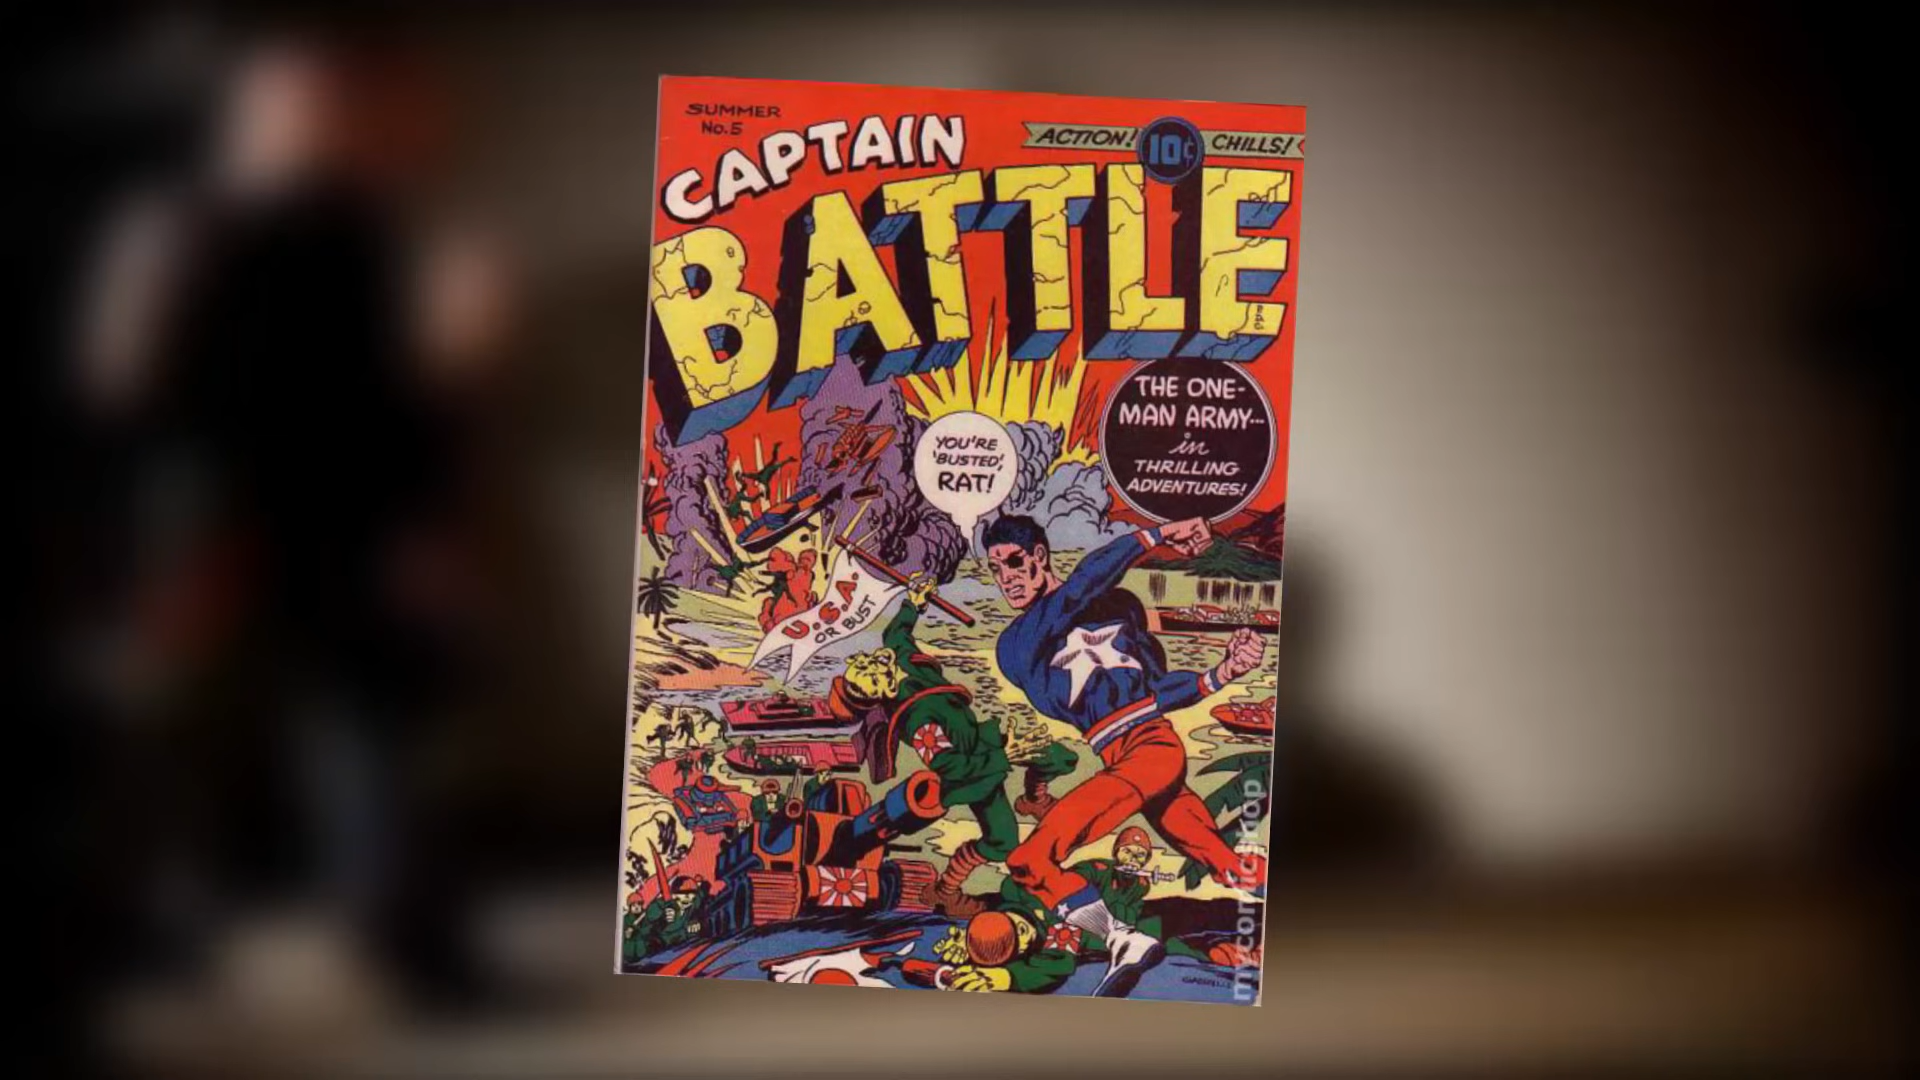 SUMMER
No.5
CAPTAIN
ACTION! 10¢ CHILLS!
BATTLE
THE ONE-
MAN ARMY--
in
THRILLING
ADVENTURES!
YOU'RE
'BUSTED',
RAT!
U.S.A.
OR BUST
mycomicshop